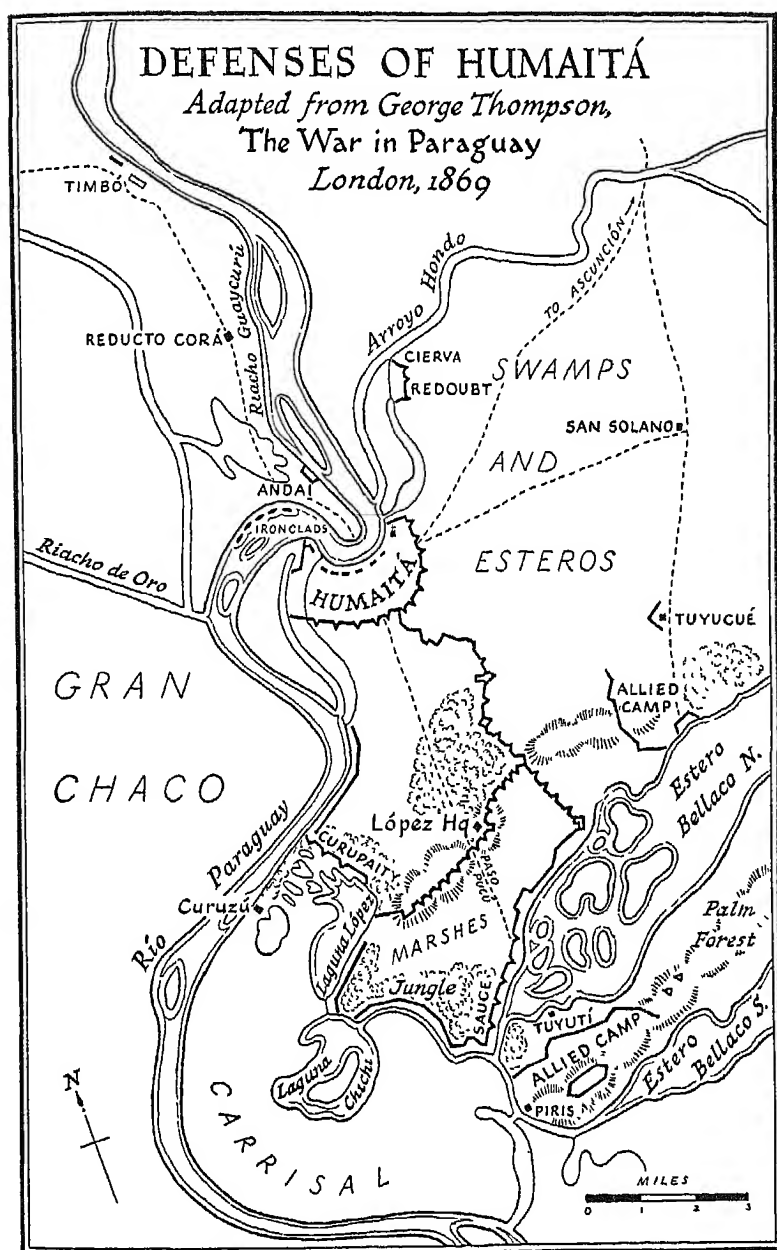 DEFENSES OF HUMAITÁ
Adapted from George Thompson,
The War in Paraguay
London, 1869
TIMBÓ
Riacho Guaycurú
Arroyo Hondo
TO ASCUNCIÓN
REDUCTO CORÁ
CIERVA
REDOUBT
SWAMPS
AND
ESTEROS
SAN SOLANO
ANDAÍ
IRONCLADS
HUMAITÁ
Riacho de Oro
TUYUCUÉ
GRAN
CHACO
ALLIED
CAMP
Estero
Bellaco N.
López Hq
PASO PUCÚ
CURUPAITY
Río Paraguay
Curuzú
Laguna López
MARSHES
Jungle
SAUCE
Palm
Forest
TUYUTÍ
ALLIED CAMP
Estero
Bellaco S.
PIRIS
Laguna
Chichi
CARRISAL
N
MILES
0 1 2 3